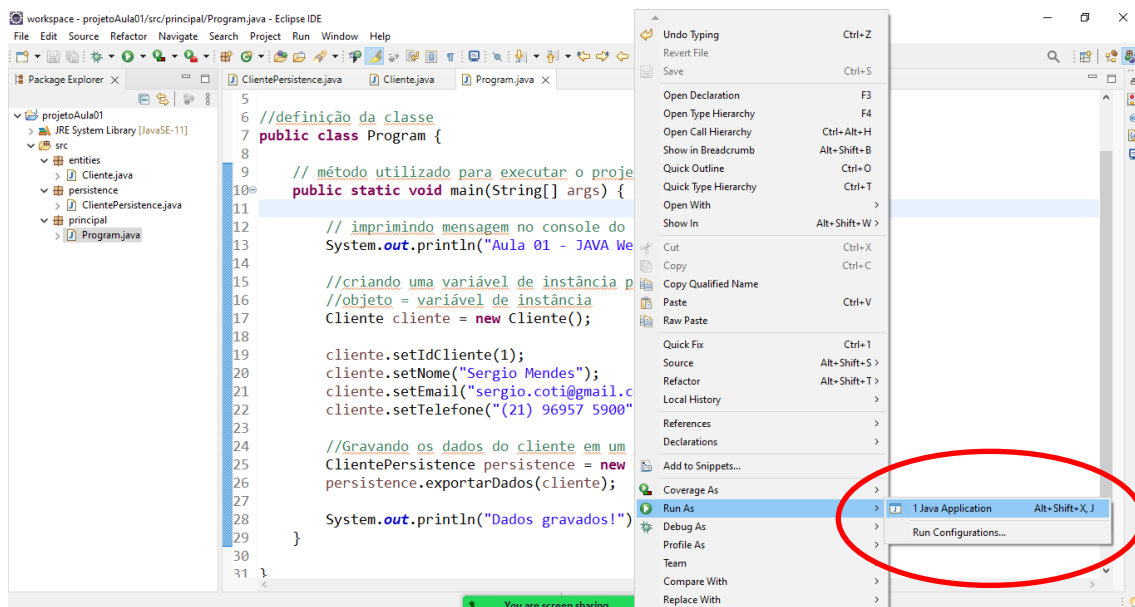 workspace - projetoAula01/src/principal/Program.java - Eclipse IDE
File Edit Source Refactor Navigate Search Project Run Window Help
Package Explorer
ClientePersistence.java Cliente.java Program.java
projetoAula01
JRE System Library [JavaSE-11]
src
entities
Cliente.java
persistence
ClientePersistence.java
principal
Program.java
5
6 //definição da classe
7 public class Program {
8
9 // método utilizado para executar o proje
10 public static void main(String[] args) {
11
12 // imprimindo mensagem no console do
13 System.out.println("Aula 01 - JAVA We
14
15 //criando uma variável de instância p
16 //objeto = variável de instância
17 Cliente cliente = new Cliente();
18
19 cliente.setIdCliente(1);
20 cliente.setNome("Sergio Mendes");
21 cliente.setEmail("sergio.coti@gmail.c
22 cliente.setTelefone("(21) 96957 5900"
23
24 //Gravando os dados do cliente em um
25 ClientePersistence persistence = new
26 persistence.exportarDados(cliente);
27
28 System.out.println("Dados gravados!")
29 }
30
31 }
Undo Typing Ctrl+Z
Revert File
Save Ctrl+S
Open Declaration F3
Open Type Hierarchy F4
Open Call Hierarchy Ctrl+Alt+H
Show in Breadcrumb Alt+Shift+B
Quick Outline Ctrl+O
Quick Type Hierarchy Ctrl+T
Open With >
Show In Alt+Shift+W >
Cut Ctrl+X
Copy Ctrl+C
Copy Qualified Name
Paste Ctrl+V
Raw Paste
Quick Fix Ctrl+1
Source Alt+Shift+S >
Refactor Alt+Shift+T >
Local History >
References >
Declarations >
Add to Snippets...
Coverage As >
Run As >
Debug As >
Profile As >
Team >
Compare With >
Replace With >
1 Java Application Alt+Shift+X, J
Run Configurations...
You are screen sharing